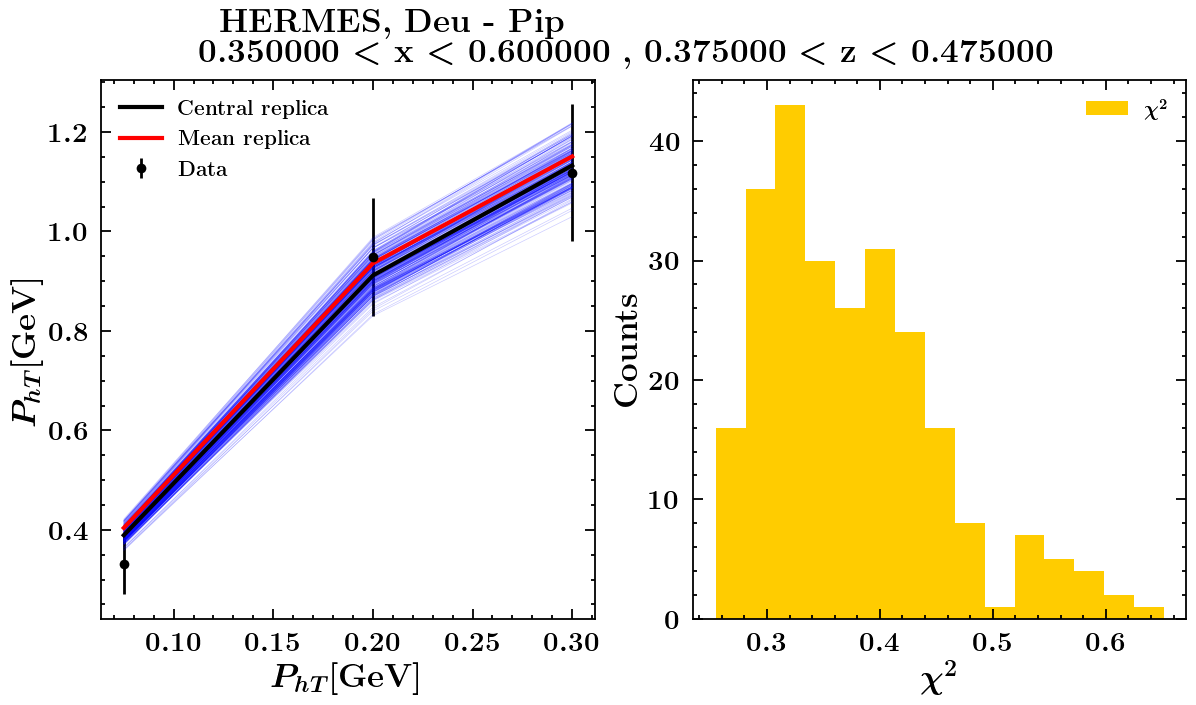 HERMES, Deu - Pip
0.350000 < x < 0.600000 , 0.375000 < z < 0.475000
Central replica
Mean replica
Data
1.2
1.0
0.8
0.6
0.4
P_{hT}[GeV]
0.10 0.15 0.20 0.25 0.30
P_{hT}[GeV]
χ²
40
30
20
10
0
Counts
0.3 0.4 0.5 0.6
χ²